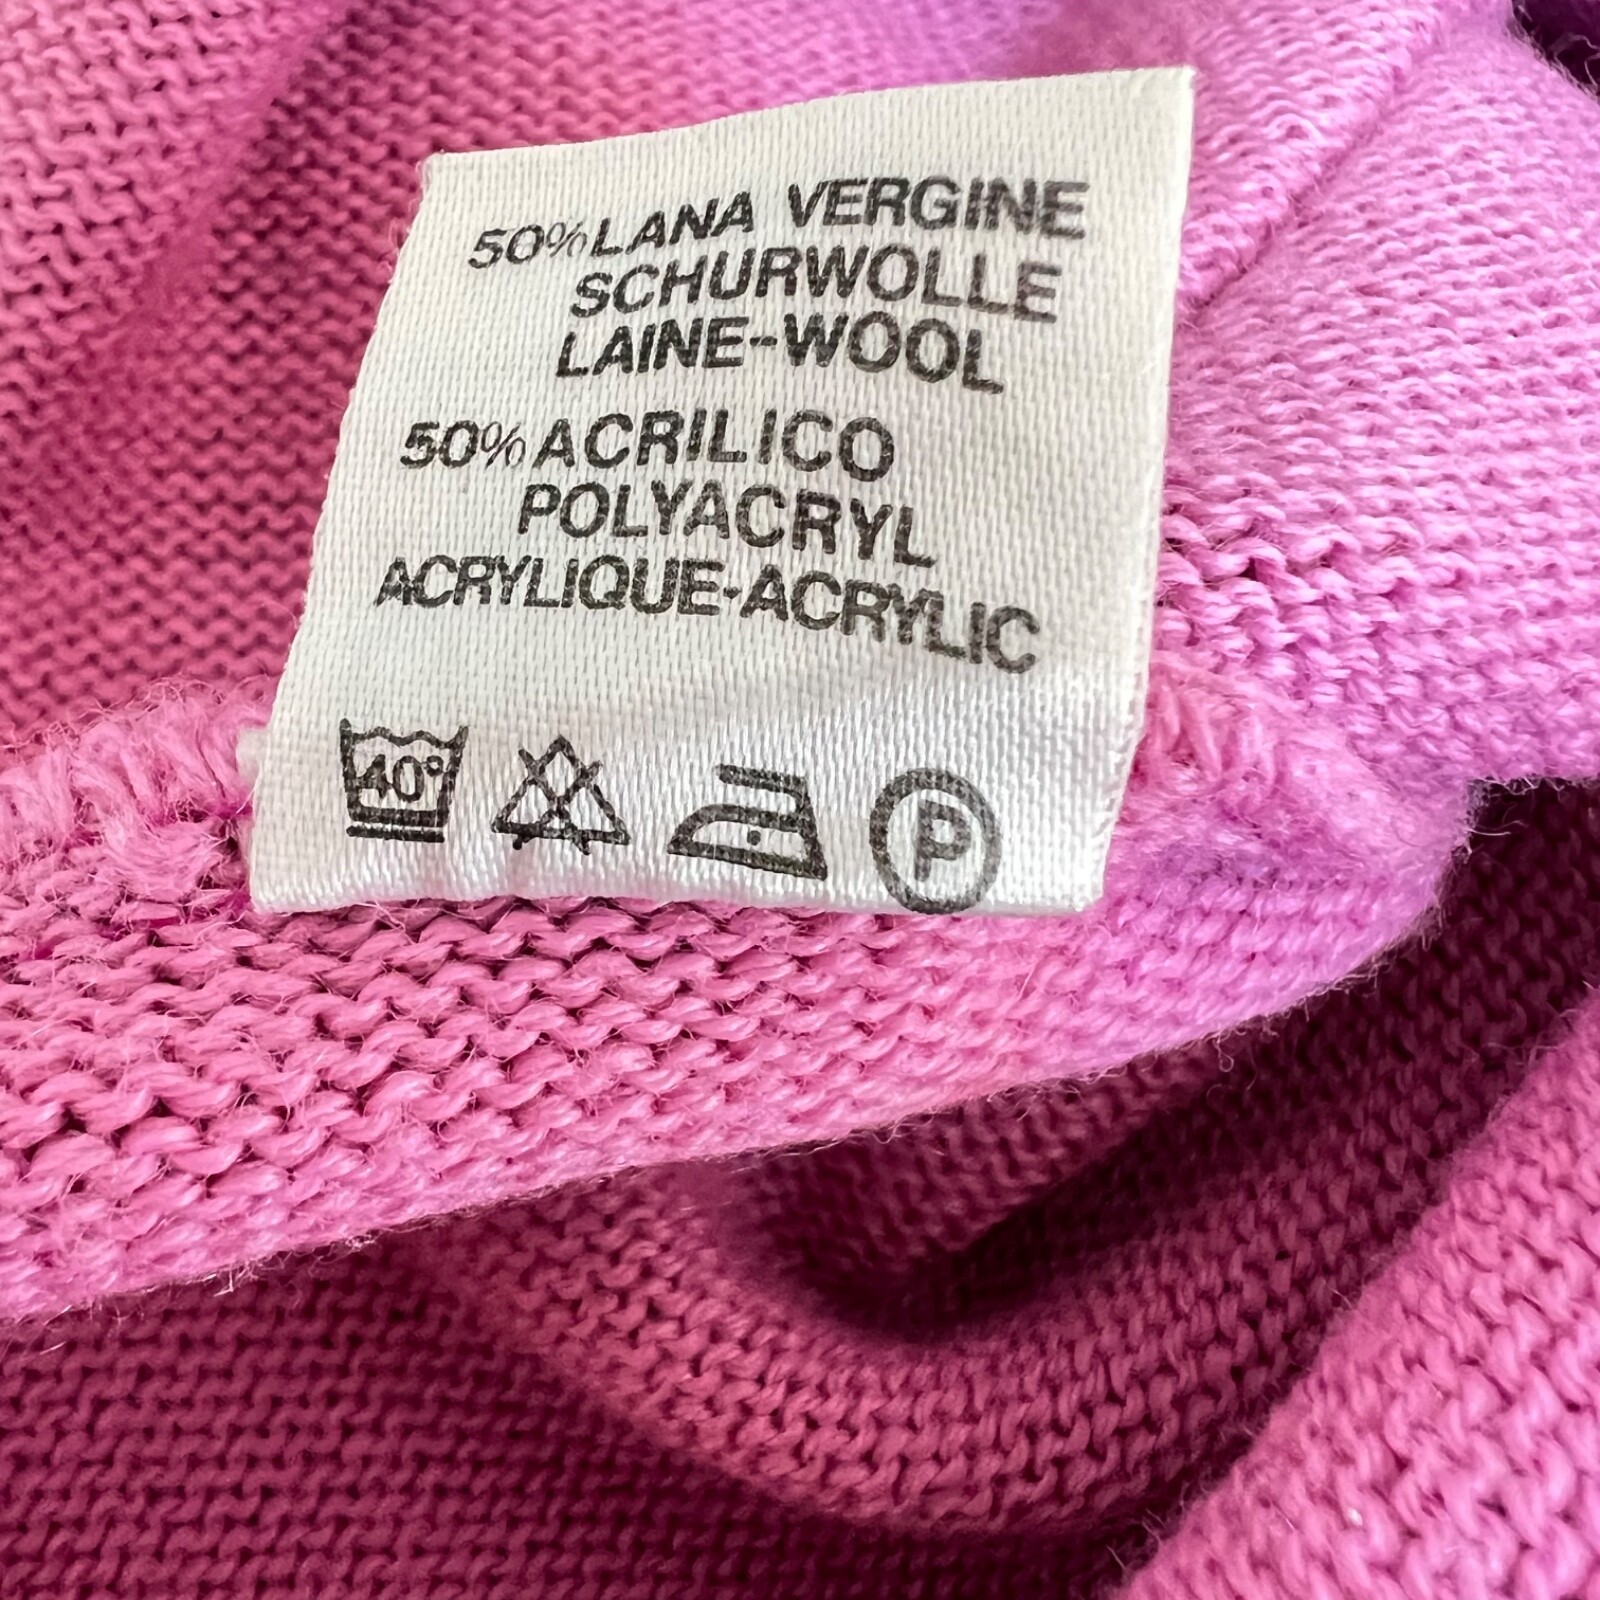 50% LANA VERGINE
SCHURWOLLE
LAINE-WOOL
50% ACRILICO
POLYACRYL
ACRYLIQUE-ACRYLIC
40° P